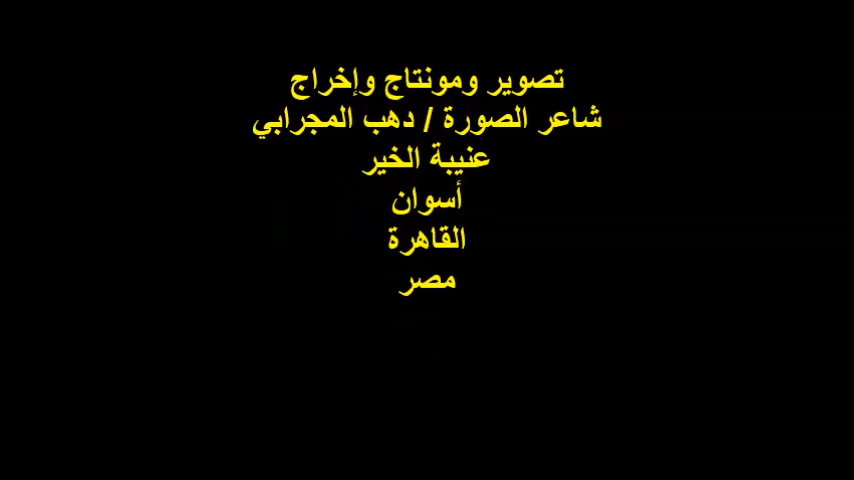 تصوير ومونتاج وإخراج
شاعر الصورة / دهب المجرابي
عنيبة الخير
أسوان
القاهرة
مصر